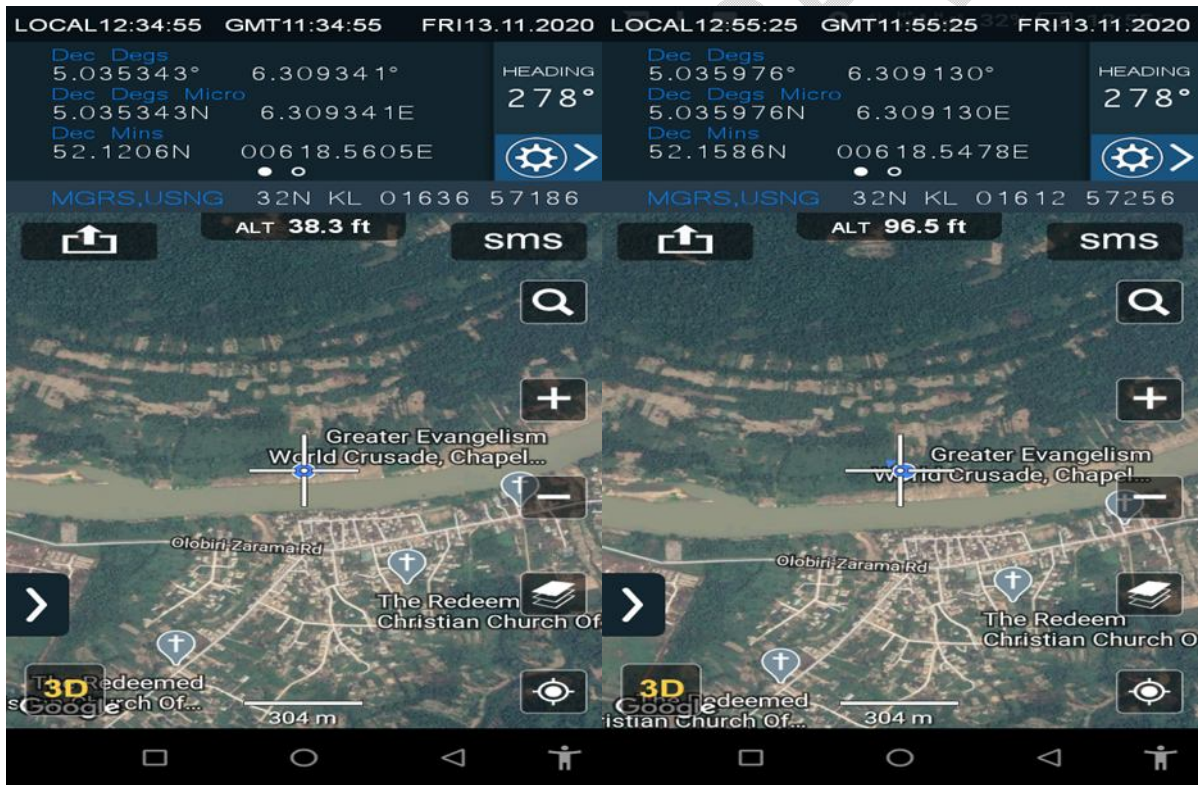 LOCAL12:34:55 GMT11:34:55 FRI13.11.2020
Dec Degs
5.035343° 6.309341°
Dec Degs Micro
5.035343N 6.309341E
Dec Mins
52.1206N 00618.5605E
HEADING
278°
MGRS,USNG 32N KL 01636 57186
ALT 38.3 ft
sms
Greater Evangelism
World Crusade, Chapel...
Olobiri-Zarama Rd
The Redeem
Christian Church Of
3D
Redeemed
Of...
Google
304 m
LOCAL12:55:25 GMT11:55:25 FRI13.11.2020
Dec Degs
5.035976° 6.309130°
Dec Degs Micro
5.035976N 6.309130E
Dec Mins
52.1586N 00618.5478E
HEADING
278°
MGRS,USNG 32N KL 01612 57256
ALT 96.5 ft
sms
Greater Evangelism
World Crusade, Chapel...
Olobiri-Zarama Rd
The Redeem
Christian Church O
3D
Google
istian Church Of...
304 m